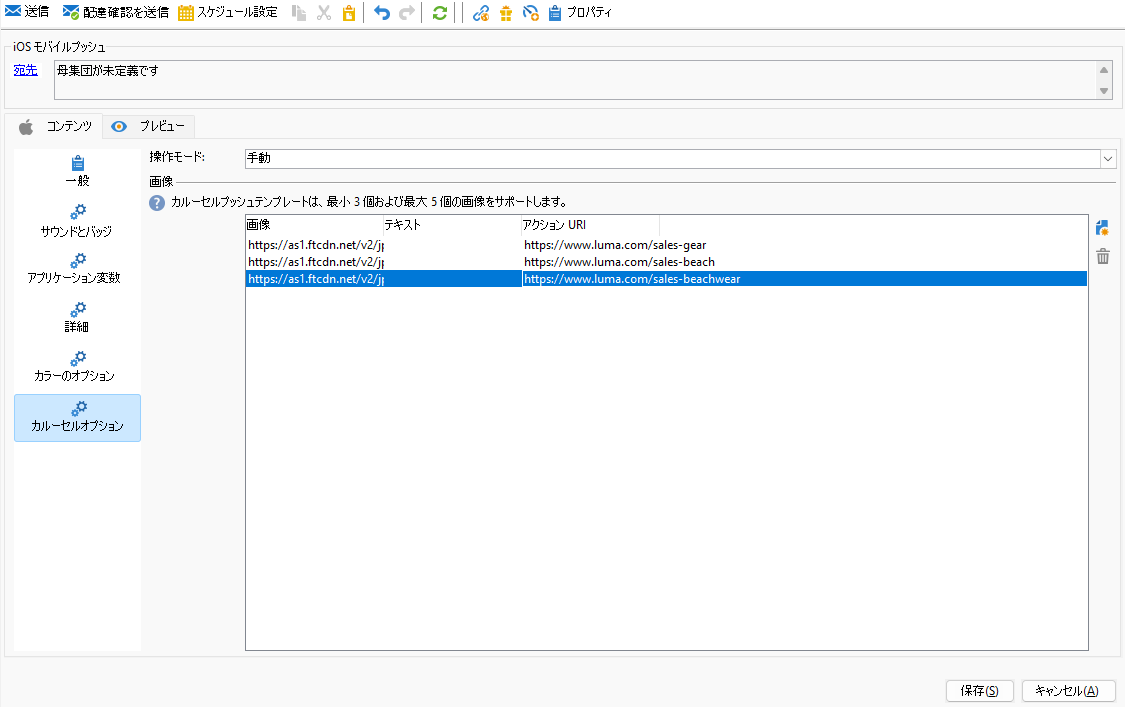 送信 配達確認を送信 スケジュール設定 プロパティ
iOS モバイルプッシュ
宛先 母集団が未定義です
コンテンツ プレビュー
一般
サウンドとバッジ
アプリケーション変数
詳細
カラーのオプション
カルーセルオプション
操作モード: 手動
画像
カルーセルプッシュテンプレートは、最小 3 個および最大 5 個の画像をサポートします。
画像 テキスト アクション URI
https://as1.ftcdn.net/v2/jp https://www.luma.com/sales-gear
https://as1.ftcdn.net/v2/jp https://www.luma.com/sales-beach
https://as1.ftcdn.net/v2/jp https://www.luma.com/sales-beachwear
保存(S) キャンセル(A)